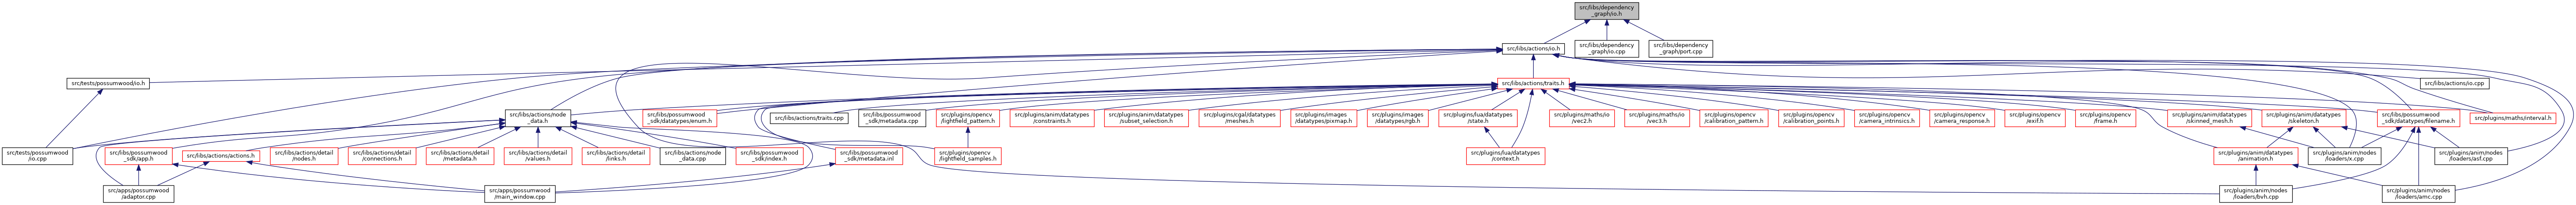 src/libs/dependency
_graph/io.h
src/libs/actions/io.h
src/libs/dependency
_graph/io.cpp
src/libs/dependency
_graph/port.cpp
src/tests/possumwood/io.h
src/libs/actions/traits.h
src/libs/actions/io.cpp
src/libs/actions/node
_data.h
src/libs/possumwood
_sdk/datatypes/enum.h
src/libs/actions/traits.cpp
src/libs/possumwood
_sdk/metadata.cpp
src/plugins/opencv
/lightfield_pattern.h
src/plugins/anim/datatypes
/constraints.h
src/plugins/anim/datatypes
/subset_selection.h
src/plugins/cgal/datatypes
/meshes.h
src/plugins/images
/datatypes/pixmap.h
src/plugins/images
/datatypes/rgb.h
src/plugins/lua/datatypes
/state.h
src/plugins/maths/io
/vec2.h
src/plugins/maths/io
/vec3.h
src/plugins/opencv
/calibration_pattern.h
src/plugins/opencv
/calibration_points.h
src/plugins/opencv
/camera_intrinsics.h
src/plugins/opencv
/camera_response.h
src/plugins/opencv
/exif.h
src/plugins/opencv
/frame.h
src/plugins/anim/datatypes
/skinned_mesh.h
src/plugins/anim/datatypes
/skeleton.h
src/libs/possumwood
_sdk/datatypes/filename.h
src/plugins/maths/interval.h
src/tests/possumwood
/io.cpp
src/libs/possumwood
_sdk/app.h
src/libs/actions/actions.h
src/libs/actions/detail
/nodes.h
src/libs/actions/detail
/connections.h
src/libs/actions/detail
/metadata.h
src/libs/actions/detail
/values.h
src/libs/actions/detail
/links.h
src/libs/actions/node
_data.cpp
src/libs/possumwood
_sdk/index.h
src/libs/possumwood
_sdk/metadata.inl
src/plugins/opencv
/lightfield_samples.h
src/plugins/lua/datatypes
/context.h
src/plugins/anim/datatypes
/animation.h
src/plugins/anim/nodes
/loaders/x.cpp
src/plugins/anim/nodes
/loaders/asf.cpp
src/apps/possumwood
/adaptor.cpp
src/apps/possumwood
/main_window.cpp
src/plugins/anim/nodes
/loaders/bvh.cpp
src/plugins/anim/nodes
/loaders/amc.cpp